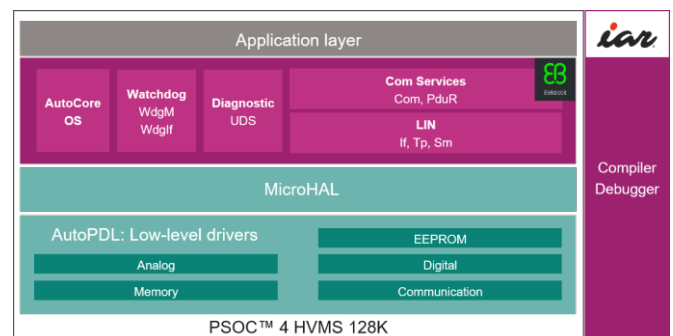 Application layer
iar
AutoCore
OS
Watchdog
WdgM
WdgIf
Diagnostic
UDS
Com Services
Com, PduR
EB
Elektrobit
LIN
If, Tp, Sm
Compiler
Debugger
MicroHAL
AutoPDL: Low-level drivers
EEPROM
Analog
Digital
Memory
Communication
PSOC™ 4 HVMS 128K